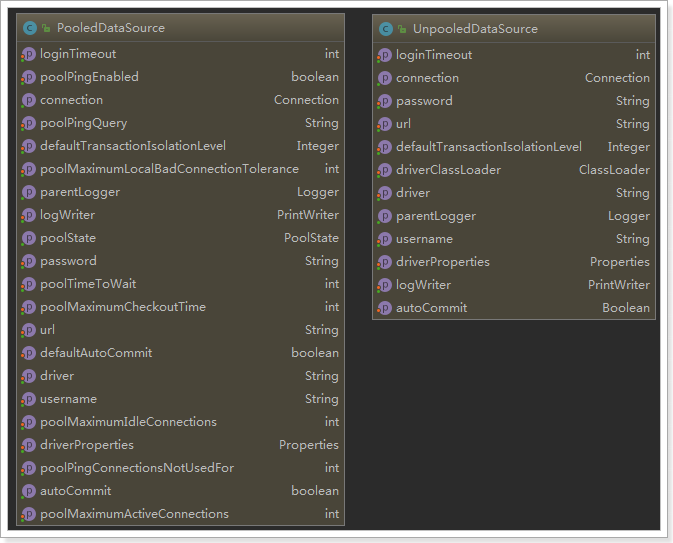 PooledDataSource
loginTimeout int
poolPingEnabled boolean
connection Connection
poolPingQuery String
defaultTransactionIsolationLevel Integer
poolMaximumLocalBadConnectionTolerance int
parentLogger Logger
logWriter PrintWriter
poolState PoolState
password String
poolTimeToWait int
poolMaximumCheckoutTime int
url String
defaultAutoCommit boolean
driver String
username String
poolMaximumIdleConnections int
driverProperties Properties
poolPingConnectionsNotUsedFor int
autoCommit boolean
poolMaximumActiveConnections int
UnpooledDataSource
loginTimeout int
connection Connection
password String
url String
defaultTransactionIsolationLevel Integer
driverClassLoader ClassLoader
driver String
parentLogger Logger
username String
driverProperties Properties
logWriter PrintWriter
autoCommit Boolean